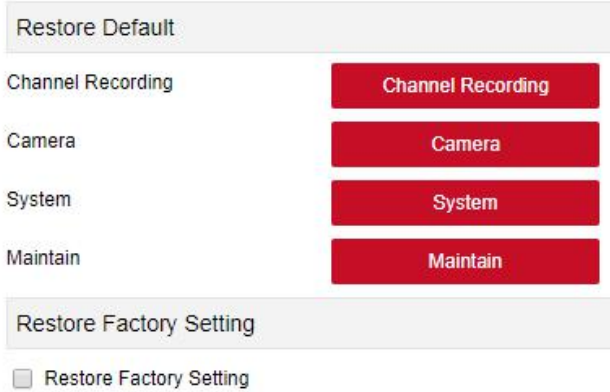 Restore Default
Channel Recording Channel Recording
Camera Camera
System System
Maintain Maintain
Restore Factory Setting
Restore Factory Setting